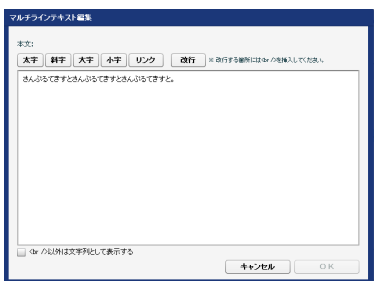 マルチラインテキスト編集
本文:
太字 斜字 大字 小字 リンク 改行 ※ 改行する箇所には<br />を挿入してください。
さんぷるてきすとさんぷるてきすとさんぷるてきすと。
<br />以外は文字列として表示する
キャンセル OK